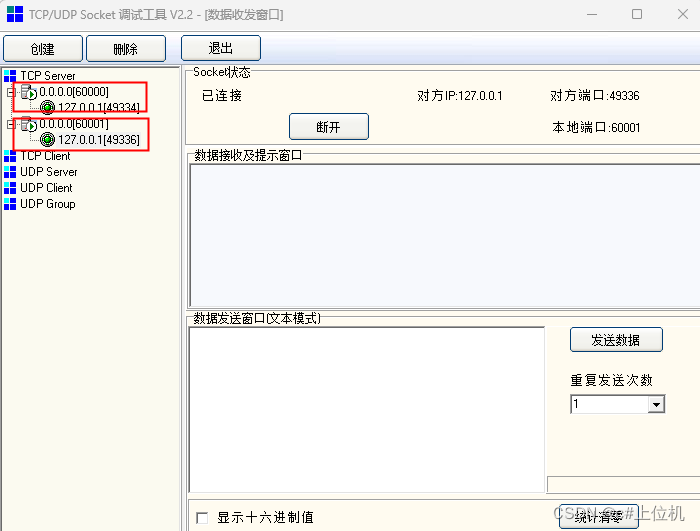 TCP/UDP Socket 调试工具 V2.2 - [数据收发窗口]
创建 删除 退出
TCP Server
0.0.0.0[60000]
127.0.0.1[49334]
0.0.0.0[60001]
127.0.0.1[49336]
TCP Client
UDP Server
UDP Client
UDP Group
Socket状态
已连接 对方IP:127.0.0.1 对方端口:49336
断开 本地端口:60001
数据接收及提示窗口
数据发送窗口(文本模式)
发送数据
重复发送次数
1
显示十六进制值
统计清零
CSDN @c#上位机